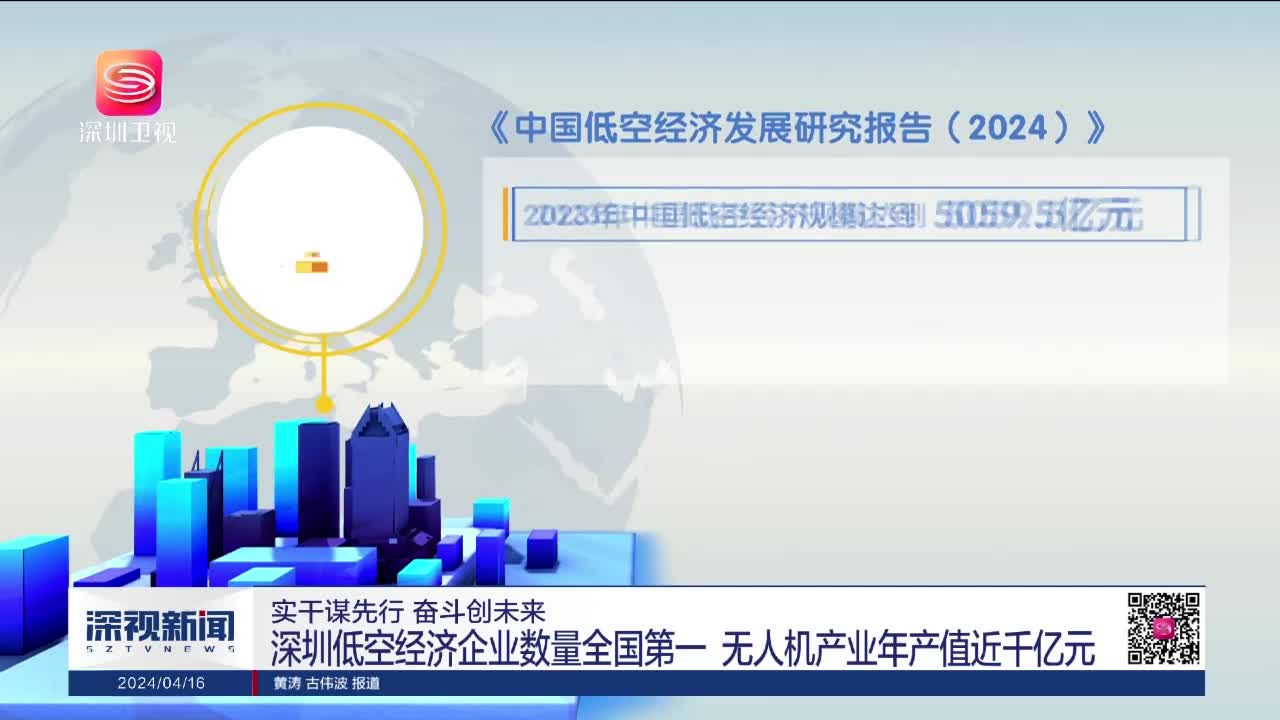 深圳卫视
《中国低空经济发展研究报告（2024）》
2023年中国低空经济规模达到 5059.5亿元
深视新闻
SZTVNEWS
实干谋先行 奋斗创未来
深圳低空经济企业数量全国第一 无人机产业年产值近千亿元
2024/04/16
黄涛 古伟波 报道